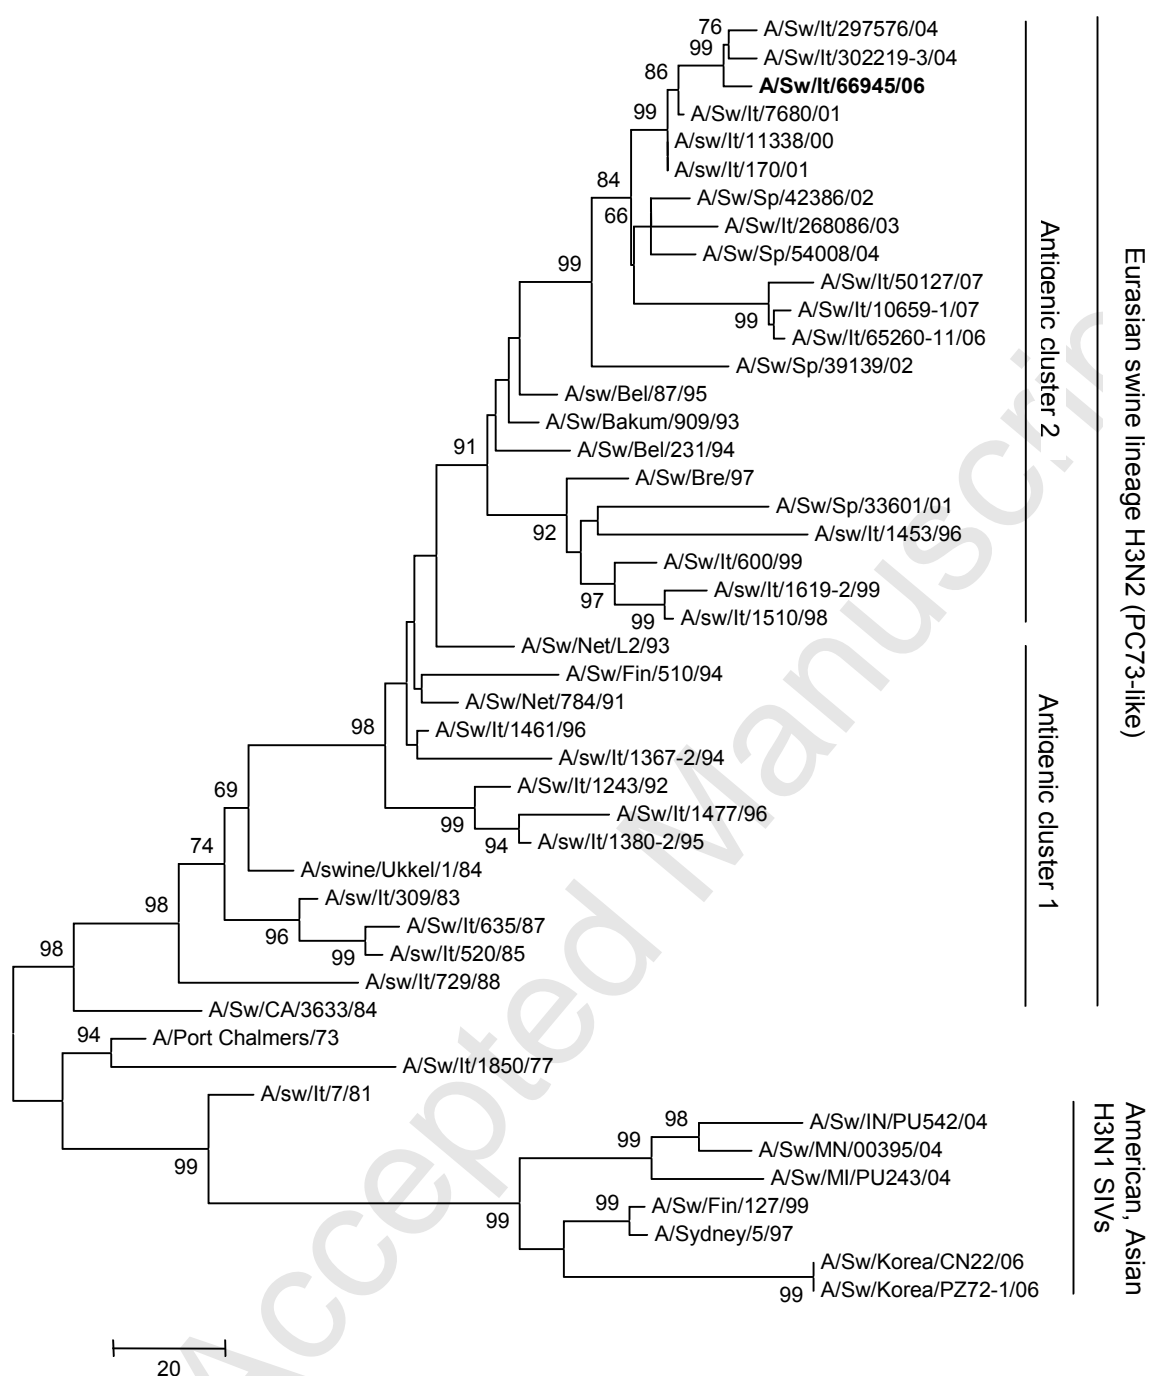 76
A/Sw/It/297576/04
99
A/Sw/It/302219-3/04
86
A/Sw/It/66945/06
99
A/Sw/It/7680/01
A/sw/It/11338/00
A/sw/It/170/01
84
A/Sw/Sp/42386/02
66
A/Sw/It/268086/03
A/Sw/Sp/54008/04
99
A/Sw/It/50127/07
A/Sw/It/10659-1/07
99
A/Sw/It/65260-11/06
A/Sw/Sp/39139/02
A/sw/Bel/87/95
A/Sw/Bakum/909/93
91
A/Sw/Bel/231/94
A/Sw/Bre/97
A/Sw/Sp/33601/01
92
A/sw/It/1453/96
A/Sw/It/600/99
97
A/sw/It/1619-2/99
99
A/sw/It/1510/98
A/Sw/Net/L2/93
A/Sw/Fin/510/94
A/Sw/Net/784/91
98
A/Sw/It/1461/96
A/sw/It/1367-2/94
69
A/Sw/It/1243/92
99
A/Sw/It/1477/96
74
94
A/sw/It/1380-2/95
A/swine/Ukkel/1/84
98
A/sw/It/309/83
96
A/Sw/It/635/87
98
99
A/sw/It/520/85
A/sw/It/729/88
A/Sw/CA/3633/84
94
A/Port Chalmers/73
A/Sw/It/1850/77
A/sw/It/7/81
98
A/Sw/IN/PU542/04
99
A/Sw/MN/00395/04
99
A/Sw/MI/PU243/04
99
A/Sw/Fin/127/99
99
A/Sydney/5/97
A/Sw/Korea/CN22/06
99
A/Sw/Korea/PZ72-1/06
20
Antigenic cluster 2
Antigenic cluster 1
Eurasian swine lineage H3N2 (PC73-like)
American, Asian
H3N1 SIVs
Accepted Manuscrip